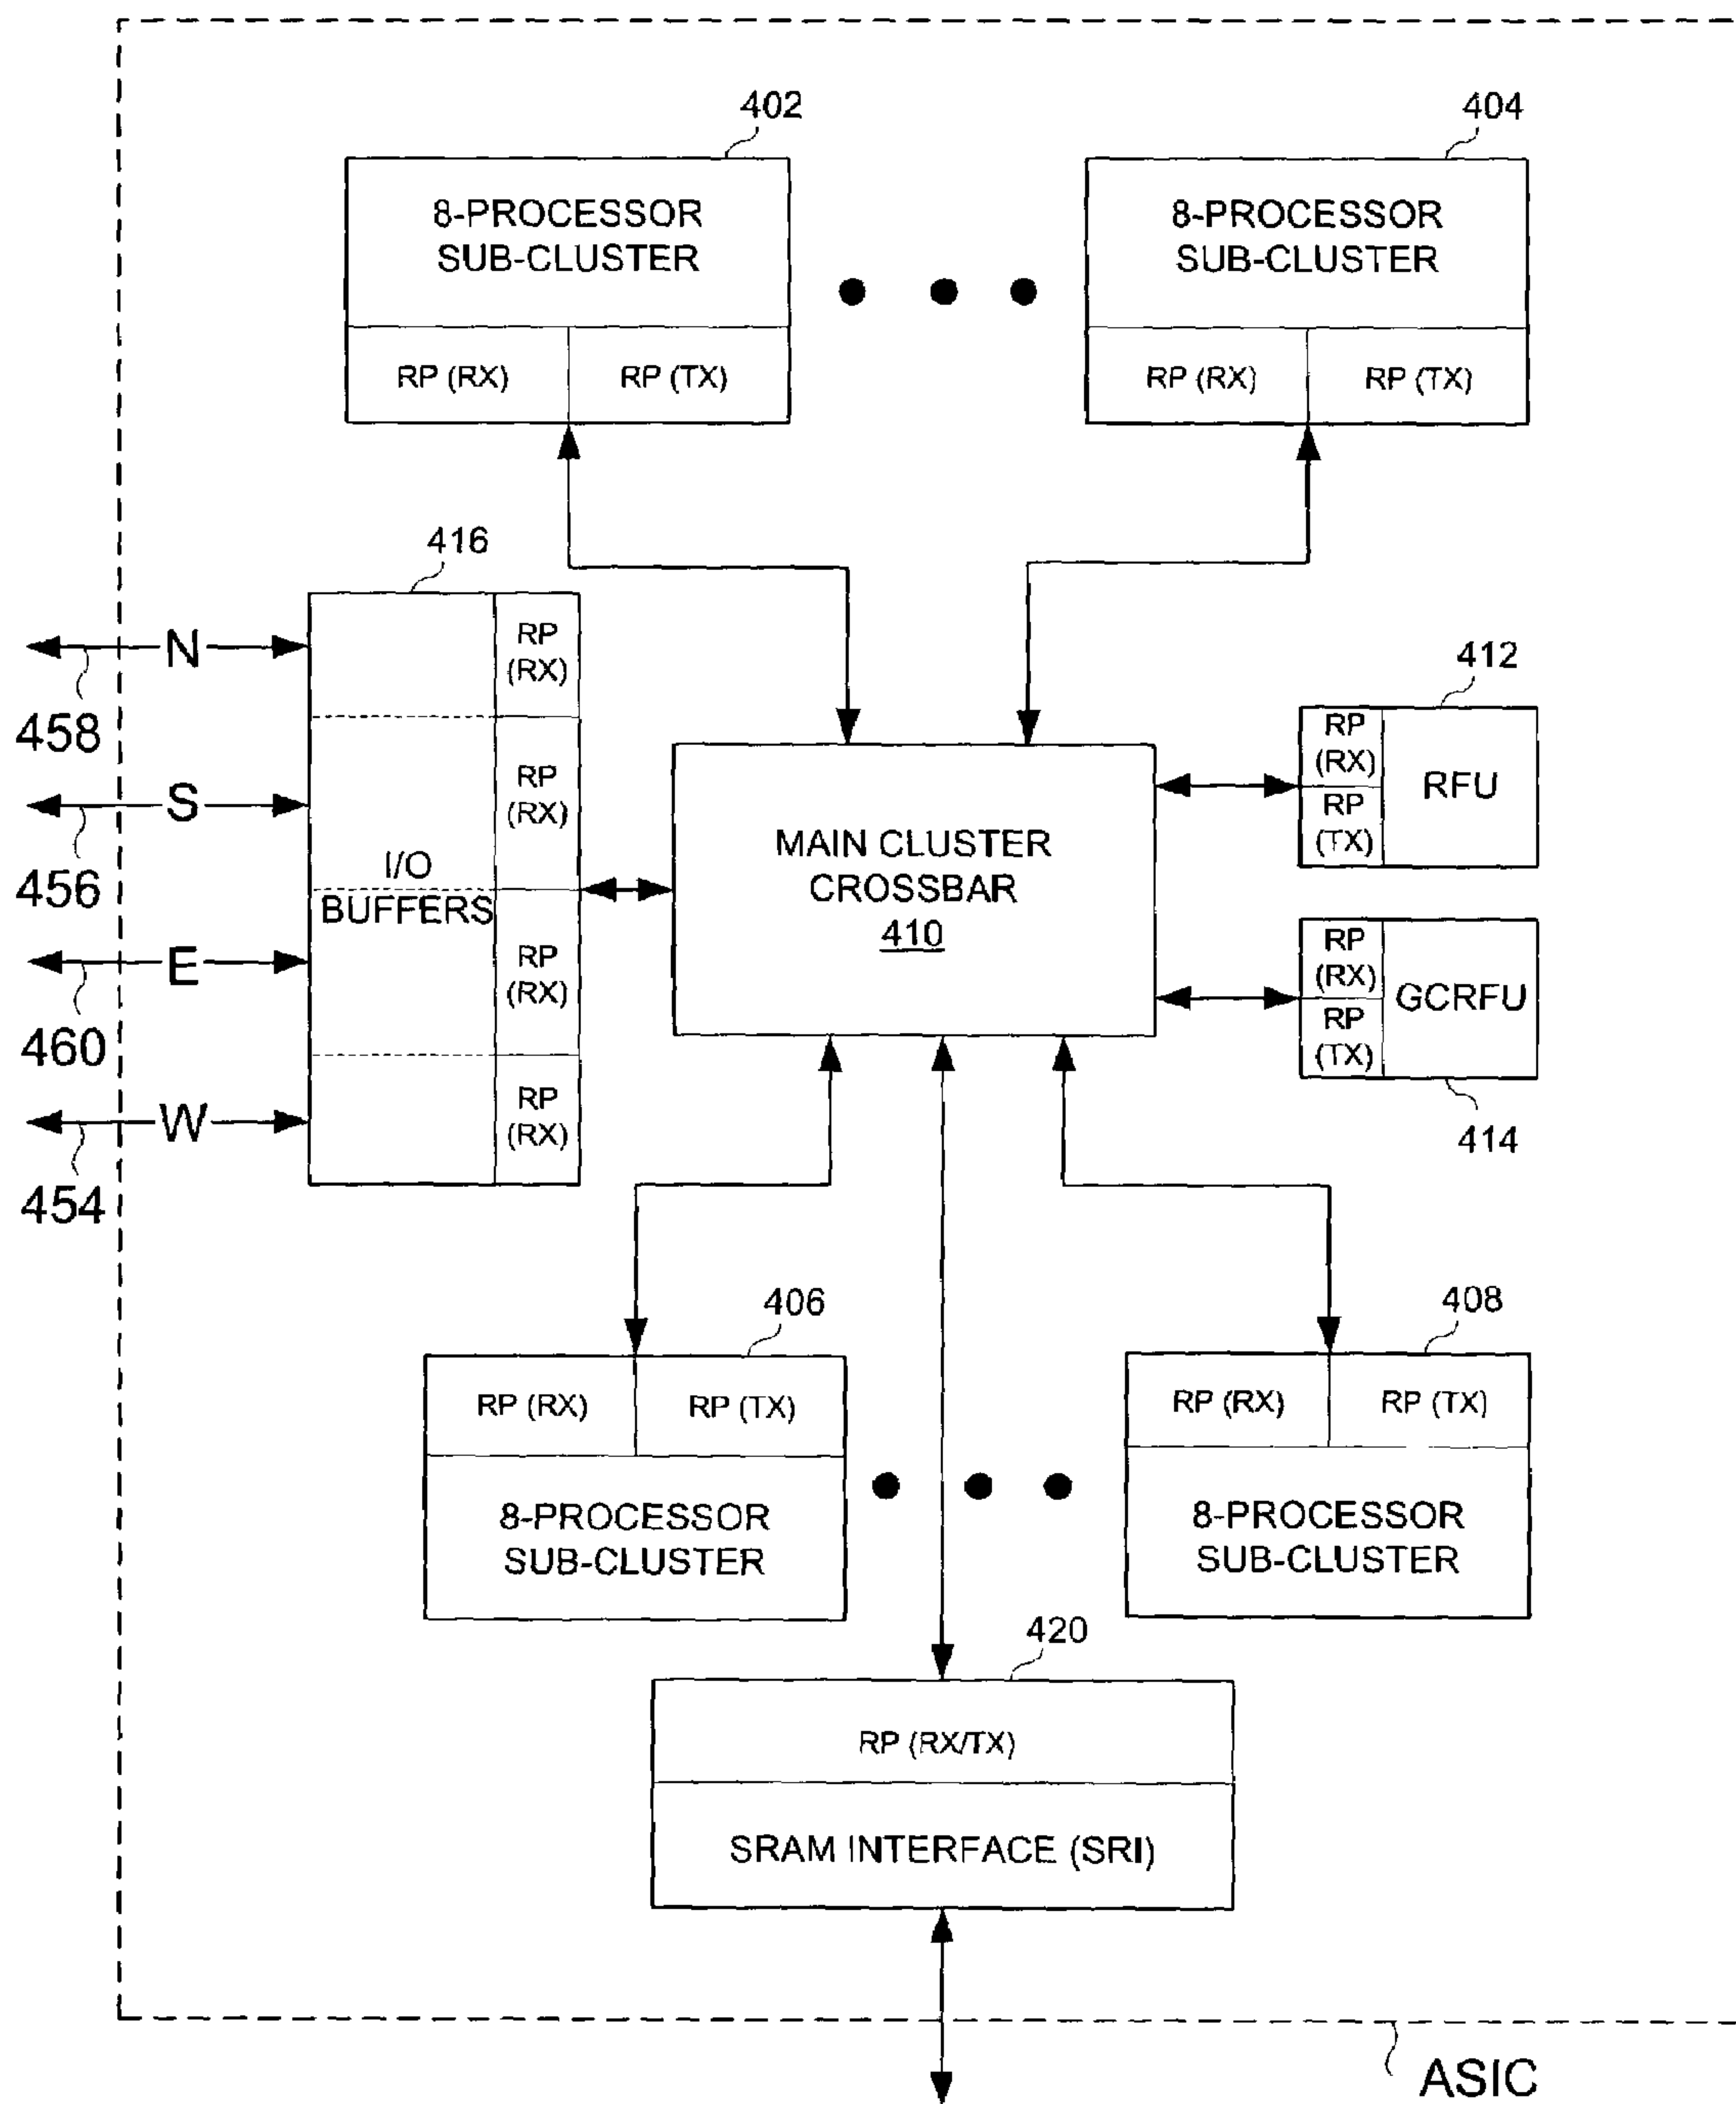 402
404
8-PROCESSOR
SUB-CLUSTER
RP (RX)
RP (TX)
8-PROCESSOR
SUB-CLUSTER
RP (RX)
RP (TX)
416
N
458
S
456
E
460
W
454
I/O
BUFFERS
RP
(RX)
RP
(RX)
RP
(RX)
RP
(RX)
MAIN CLUSTER
CROSSBAR
410
412
RP
(RX)
RP
(TX)
RFU
RP
(RX)
RP
(TX)
GCRFU
414
406
RP (RX)
RP (TX)
8-PROCESSOR
SUB-CLUSTER
408
RP (RX)
RP (TX)
8-PROCESSOR
SUB-CLUSTER
420
RP (RX/TX)
SRAM INTERFACE (SRI)
ASIC